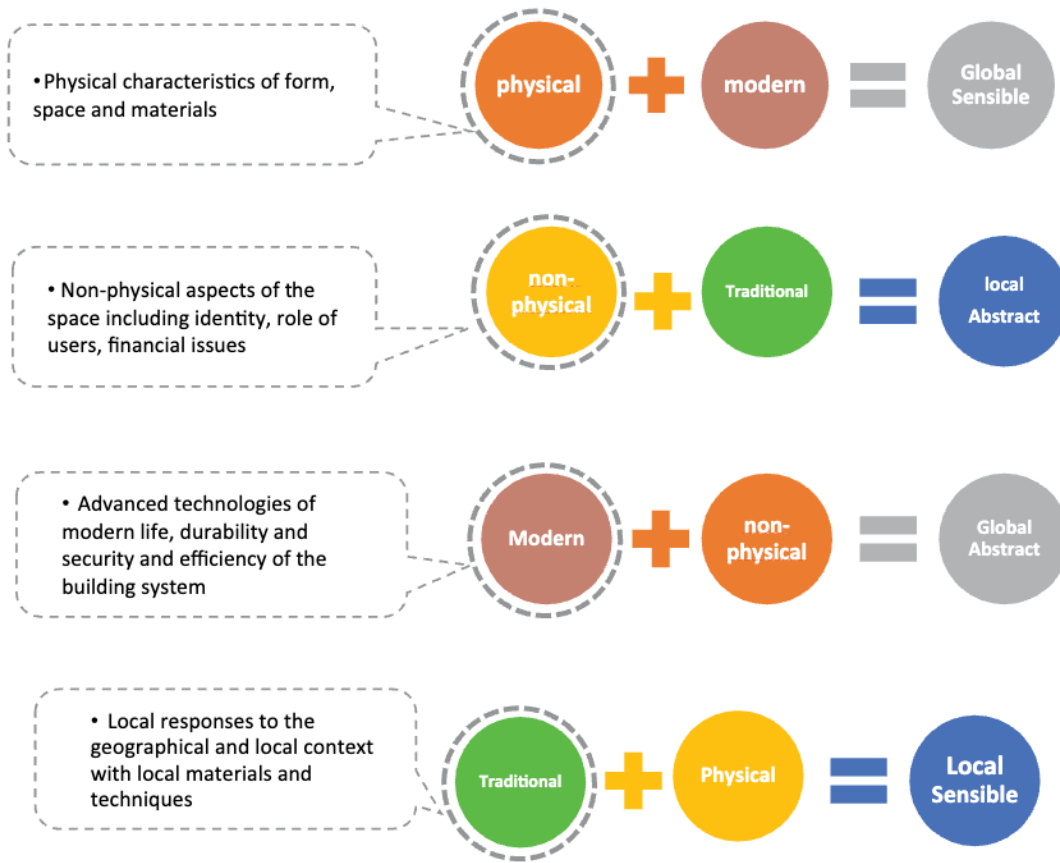 • Physical characteristics of form,
space and materials
physical
modern
Global
Sensible
• Non-physical aspects of the
space including identity, role of
users, financial issues
non-
physical
Traditional
local
Abstract
• Advanced technologies of
modern life, durability and
security and efficiency of the
building system
Modern
non-
physical
Global
Abstract
• Local responses to the
geographical and local context
with local materials and
techniques
Traditional
Physical
Local
Sensible